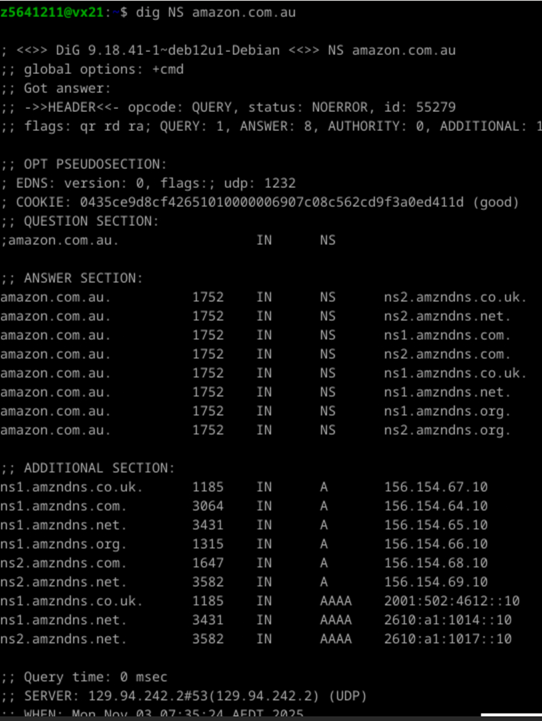 z5641211@vx21:~$ dig NS amazon.com.au
; <<>> DiG 9.18.41-1~deb12u1-Debian <<>> NS amazon.com.au
;; global options: +cmd
;; Got answer:
;; ->>HEADER<<- opcode: QUERY, status: NOERROR, id: 55279
;; flags: qr rd ra; QUERY: 1, ANSWER: 8, AUTHORITY: 0, ADDITIONAL: 1
;; OPT PSEUDOSECTION:
; EDNS: version: 0, flags:; udp: 1232
; COOKIE: 0435ce9d8cf42651010000006907c08c562cd9f3a0ed411d (good)
;; QUESTION SECTION:
;amazon.com.au. IN NS
;; ANSWER SECTION:
amazon.com.au. 1752 IN NS ns2.amzndns.co.uk.
amazon.com.au. 1752 IN NS ns2.amzndns.net.
amazon.com.au. 1752 IN NS ns1.amzndns.com.
amazon.com.au. 1752 IN NS ns2.amzndns.com.
amazon.com.au. 1752 IN NS ns1.amzndns.co.uk.
amazon.com.au. 1752 IN NS ns1.amzndns.net.
amazon.com.au. 1752 IN NS ns1.amzndns.org.
amazon.com.au. 1752 IN NS ns2.amzndns.org.
;; ADDITIONAL SECTION:
ns1.amzndns.co.uk. 1185 IN A 156.154.67.10
ns1.amzndns.com. 3064 IN A 156.154.64.10
ns1.amzndns.net. 3431 IN A 156.154.65.10
ns1.amzndns.org. 1315 IN A 156.154.66.10
ns2.amzndns.com. 1647 IN A 156.154.68.10
ns2.amzndns.net. 3582 IN A 156.154.69.10
ns1.amzndns.co.uk. 1185 IN AAAA 2001:502:4612::10
ns1.amzndns.net. 3431 IN AAAA 2610:a1:1014::10
ns2.amzndns.net. 3582 IN AAAA 2610:a1:1017::10
;; Query time: 0 msec
;; SERVER: 129.94.242.2#53(129.94.242.2) (UDP)
;; WHEN: Mon Nov 03 07:35:24 AEDT 2025